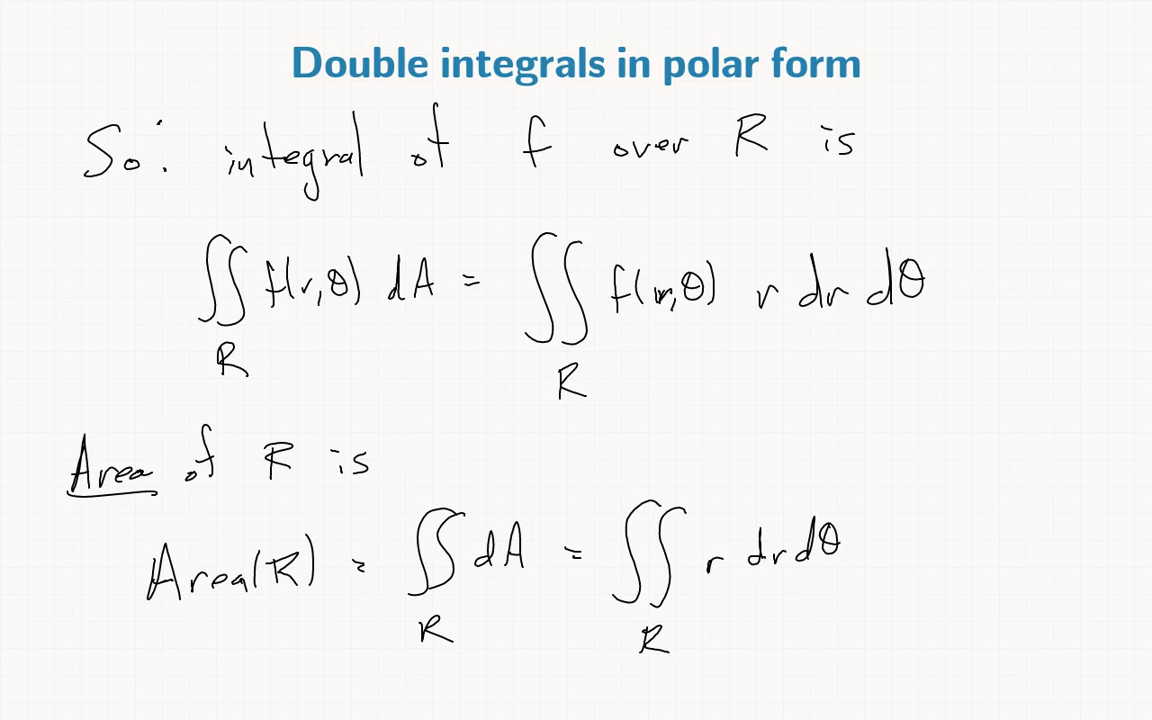 Double integrals in polar form
So: integral of f over R is
∬_R f(r,θ) dA = ∬_R f(r,θ) r dr dθ
Area of R is
Area(R) = ∬_R dA = ∬_R r dr dθ